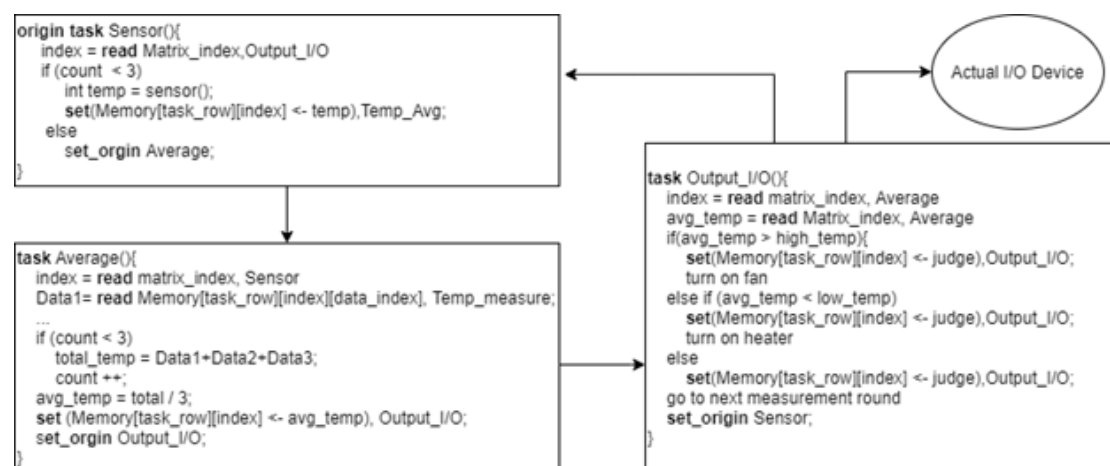 origin task Sensor(){
index = read Matrix_index,Output_I/O
if (count < 3)
int temp = sensor();
set(Memory[task_row][index] <- temp),Temp_Avg;
else
set_orgin Average;
}
Actual I/O Device
task Average(){
index = read matrix_index, Sensor
Data1= read Memory[task_row][index][data_index], Temp_measure;
...
if (count < 3)
total_temp = Data1+Data2+Data3;
count ++;
avg_temp = total / 3;
set (Memory[task_row][index] <- avg_temp), Output_I/O;
set_orgin Output_I/O;
}
task Output_I/O(){
index = read matrix_index, Average
avg_temp = read Matrix_index, Average
if(avg_temp > high_temp){
set(Memory[task_row][index] <- judge),Output_I/O;
turn on fan
else if (avg_temp < low_temp)
set(Memory[task_row][index] <- judge),Output_I/O;
turn on heater
else
set(Memory[task_row][index] <- judge),Output_I/O;
go to next measurement round
set_origin Sensor;
}